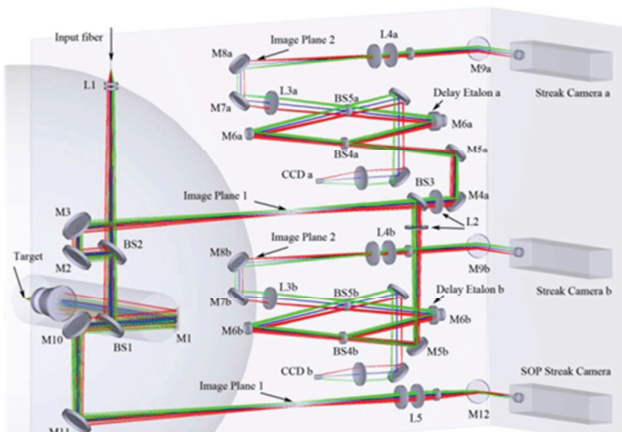 Input fiber
L1
M3
M2
BS2
Target
M10
BS1
M1
M11
M8a
Image Plane 2
L4a
M9a
Streak Camera a
M7a
L3a
BS5a
Delay Etalon a
M6a
M6a
BS4a
M5a
CCD a
BS3
M4a
Image Plane 1
L2
M8b
Image Plane 2
L4b
M9b
Streak Camera b
M7b
L3b
BS5b
Delay Etalon b
M6b
M6b
BS4b
M5b
CCD b
Image Plane 1
L5
M12
SOP Streak Camera